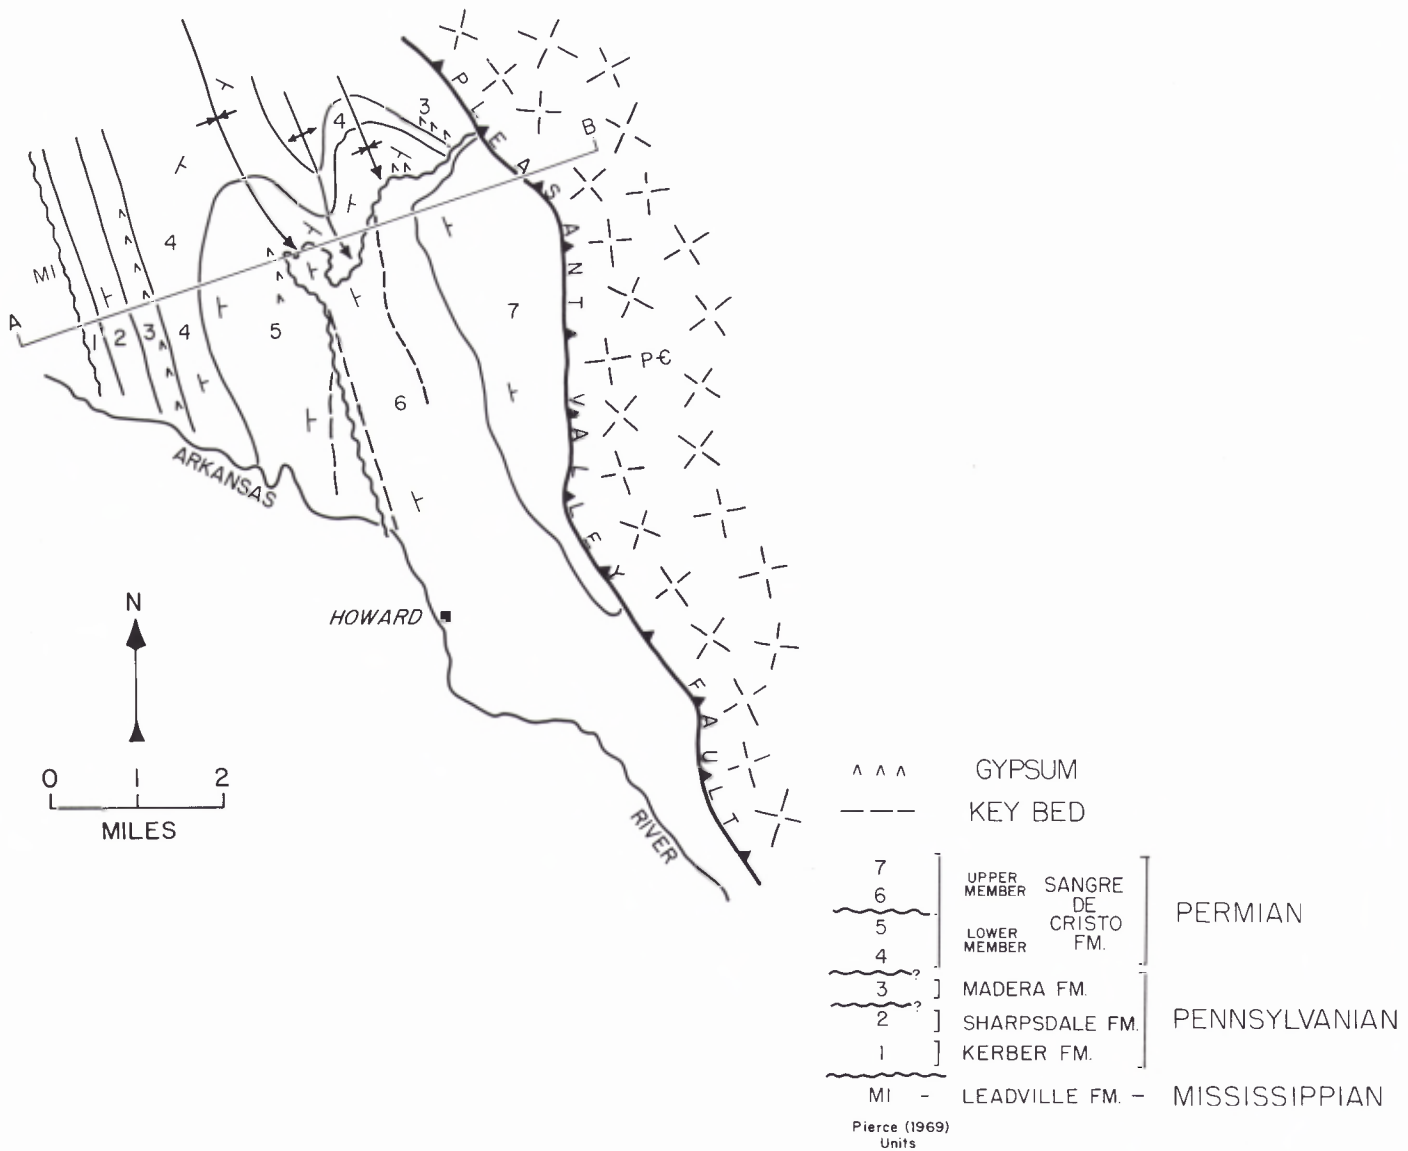 PLEASANT VALLEY FAULT
B
3
4
4
MI
A
1
2
3
4
5
7
6
P€
ARKANSAS
N
HOWARD
0 1 2
MILES
RIVER
^ ^ ^ GYPSUM
KEY BED
7
UPPER
MEMBER
6
SANGRE
DE
CRISTO
FM.
PERMIAN
5
LOWER
MEMBER
4
?
3 ] MADERA FM.
?
2 ] SHARPSDALE FM.
PENNSYLVANIAN
1 ] KERBER FM.
MI - LEADVILLE FM. - MISSISSIPPIAN
Pierce (1969)
Units